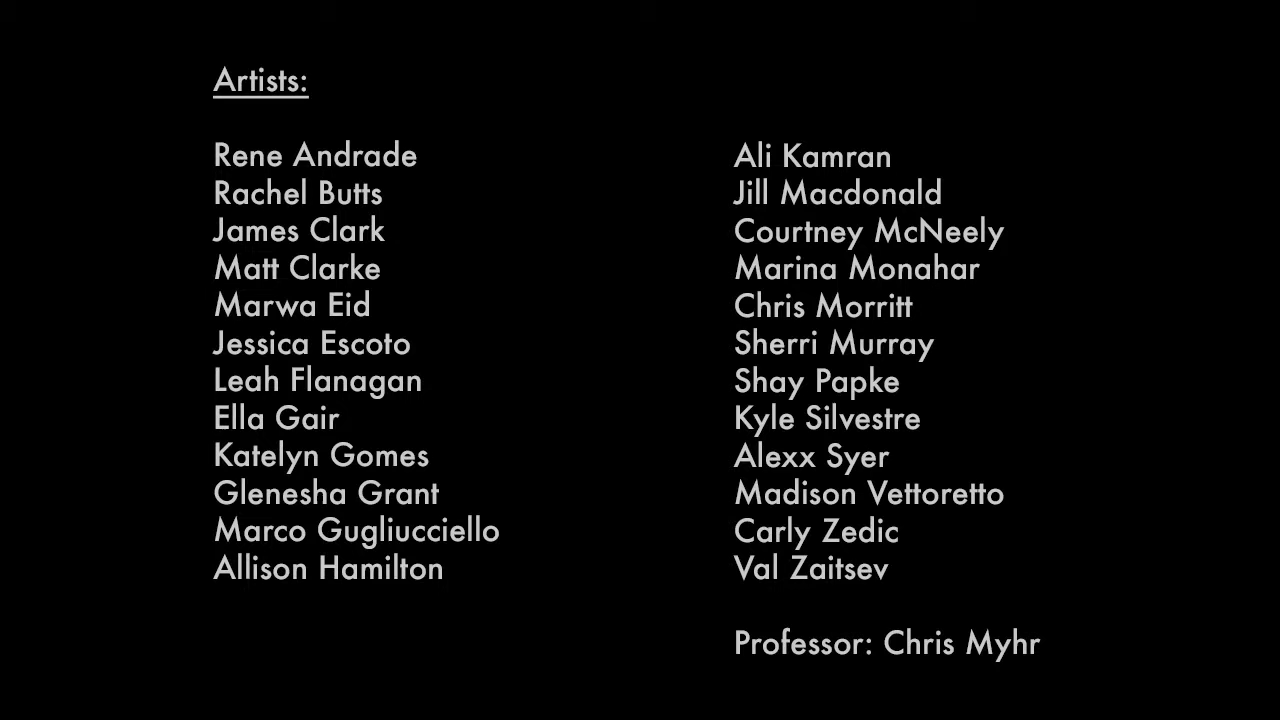 Artists:
Rene Andrade
Rachel Butts
James Clark
Matt Clarke
Marwa Eid
Jessica Escoto
Leah Flanagan
Ella Gair
Katelyn Gomes
Glenesha Grant
Marco Gugliucciello
Allison Hamilton
Ali Kamran
Jill Macdonald
Courtney McNeely
Marina Monahar
Chris Morritt
Sherri Murray
Shay Papke
Kyle Silvestre
Alexx Syer
Madison Vettoretto
Carly Zedic
Val Zaitsev
Professor: Chris Myhr